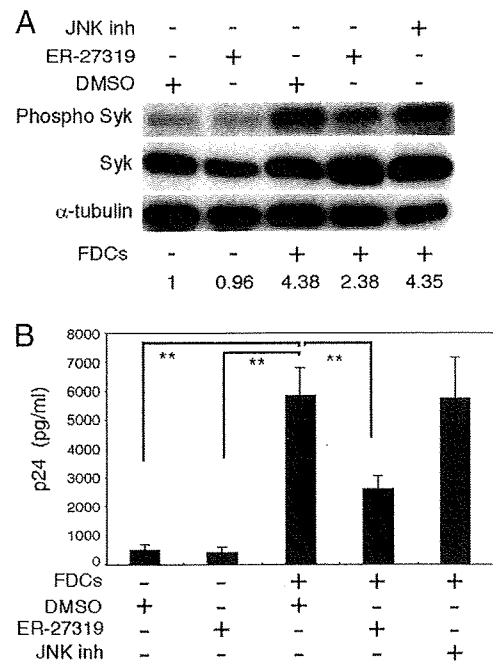 A
JNK inh - - - - +
ER-27319 - + - + -
DMSO + - + - -
Phospho Syk
Syk
α-tubulin
FDCs - - + + +
1 0.96 4.38 2.38 4.35
B
8000
7000
6000
5000
4000
3000
2000
1000
0
p24 (pg/ml)
** ** **
FDCs - - + + +
DMSO + - + - -
ER-27319 - + - + -
JNK inh - - - - +